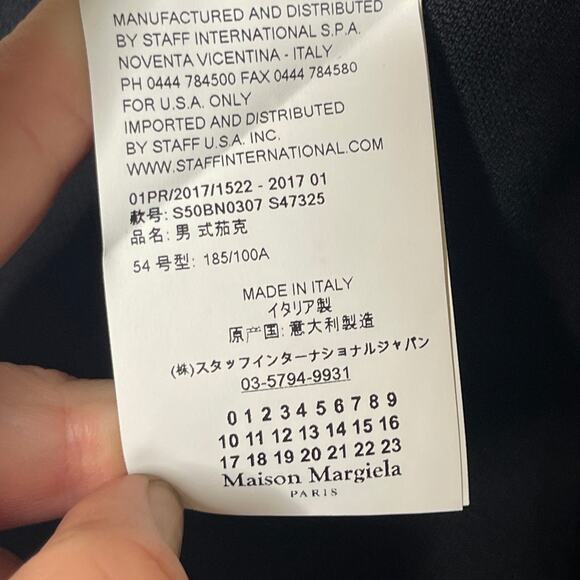 MANUFACTURED AND DISTRIBUTED
BY STAFF INTERNATIONAL S.P.A.
NOVENTA VICENTINA - ITALY
PH 0444 784500 FAX 0444 784580
FOR U.S.A. ONLY
IMPORTED AND DISTRIBUTED
BY STAFF U.S.A. INC.
WWW.STAFFINTERNATIONAL.COM
01PR/2017/1522 - 2017 01
款号: S50BN0307 S47325
品名: 男 式茄克
54 号型: 185/100A
MADE IN ITALY
イタリア製
原产国: 意大利製造
(株)スタッフインターナショナルジャパン
03-5794-9931
0 1 2 3 4 5 6 7 8 9
10 11 12 13 14 15 16
17 18 19 20 21 22 23
Maison Margiela
PARIS